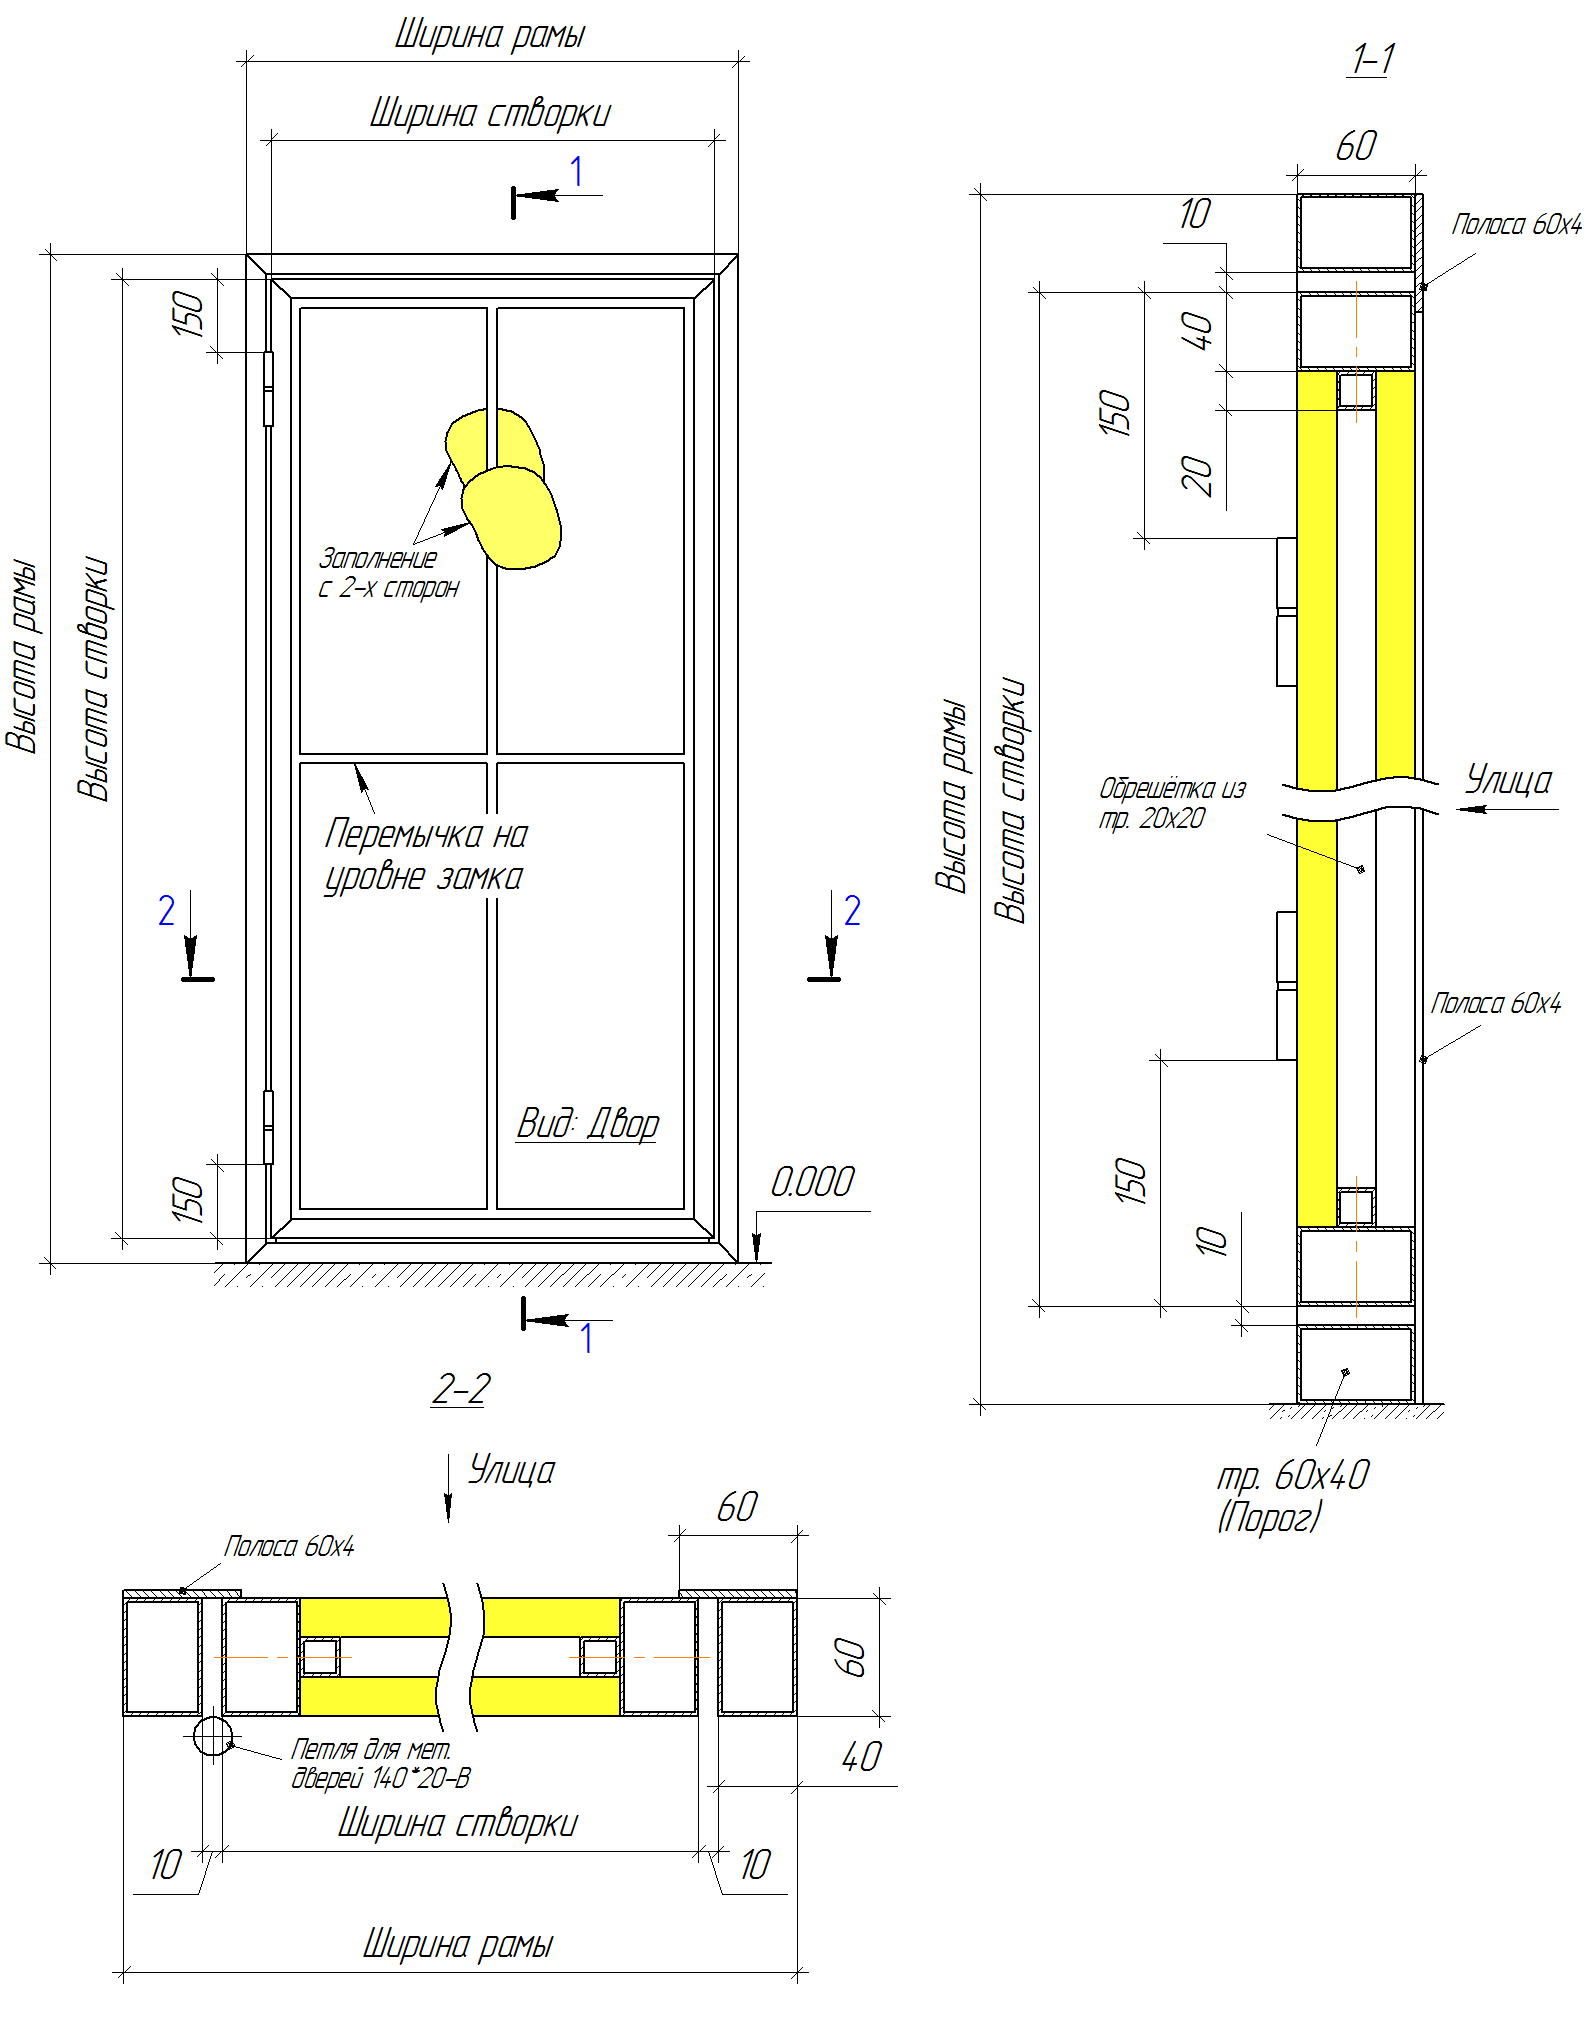 Ширина рамы
Ширина створки
1
150
Высота рамы
Высота створки
Заполнение
с 2-х сторон
Перемычка на
уровне замка
2
2
Вид: Двор
150
0.000
1
1-1
60
10
Полоса 60х4
40
150
20
Высота рамы
Высота створки
Обрешётка из
тр. 20х20
Улица
Полоса 60х4
150
10
тр. 60х40
(Порог)
2-2
Улица
60
Полоса 60х4
60
Петля для мет.
дверей 140*20-В
40
Ширина створки
10
10
Ширина рамы